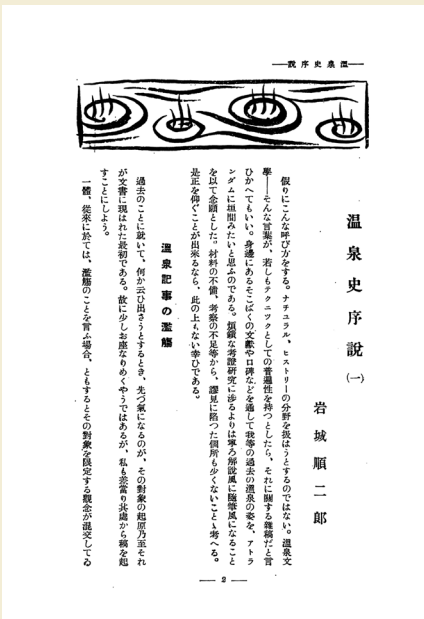 温泉史序説
温泉史序說(一)
岩城順二郎
假りにこんな呼び方をする。ナチュラル、ヒストリーの分野を扱はうとするのではない。溫泉文
學――そんな言葉が、若しもテクニックとしての普遍性を持つとしたら、それに關する雜稿だと言
ひかへてもいい。身邊にあるそこばくの文獻や口碑などを通して我等の過去の溫泉の姿を、アトラ
ンダムに垣間みたいと思ふのである。煩鎖な考證硏究に涉るよりは寧ろ解說風に隨筆風になること
を以て念願とした。材料の不備、考察の不足等から、謬見に陷つた個所も少くないことゝ考へる。
是正を仰ぐことが出來るなら、此の上もない幸ひである。
溫泉記事の濫觴
過去のことに就いて、何か云ひ出さうとするとき、先づ氣になるのが、その對象の起原乃至それ
が文書に現はれた最初である。故に少しお座なりめくやうではあるが、私も差當り其處から稿を起
すことにしよう。
一體、從來に於ては、濫觴のことを言ふ場合、ともするとその對象を限定する觀念が混交してゐ
2